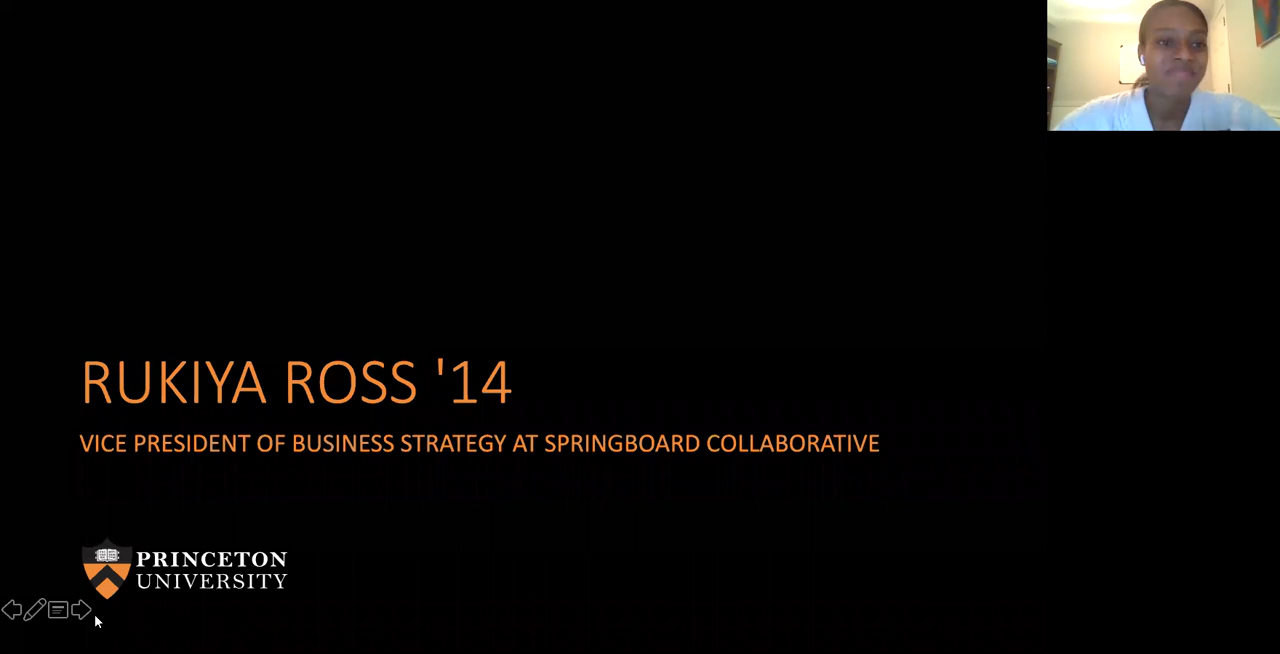 RUKIYA ROSS '14
VICE PRESIDENT OF BUSINESS STRATEGY AT SPRINGBOARD COLLABORATIVE
PRINCETON
UNIVERSITY